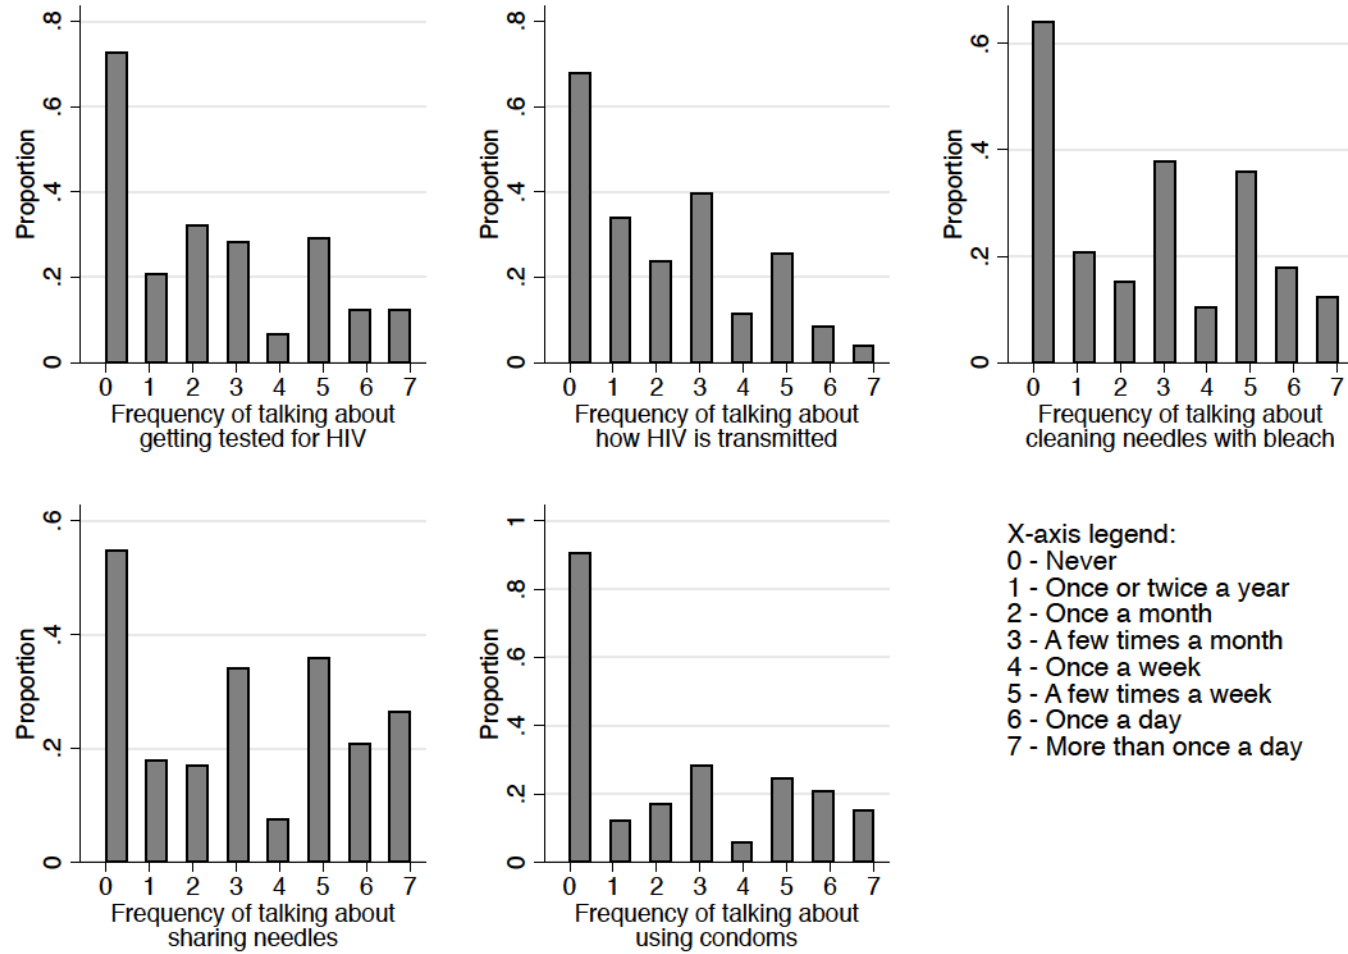 Proportion
0 .2 .4 .6 .8
0 1 2 3 4 5 6 7
Frequency of talking about
getting tested for HIV
Proportion
0 .2 .4 .6 .8
0 1 2 3 4 5 6 7
Frequency of talking about
how HIV is transmitted
Proportion
0 .2 .4 .6
0 1 2 3 4 5 6 7
Frequency of talking about
cleaning needles with bleach
Proportion
0 .2 .4 .6
0 1 2 3 4 5 6 7
Frequency of talking about
sharing needles
Proportion
0 .2 .4 .6 .8 1
0 1 2 3 4 5 6 7
Frequency of talking about
using condoms
X-axis legend:
0 - Never
1 - Once or twice a year
2 - Once a month
3 - A few times a month
4 - Once a week
5 - A few times a week
6 - Once a day
7 - More than once a day